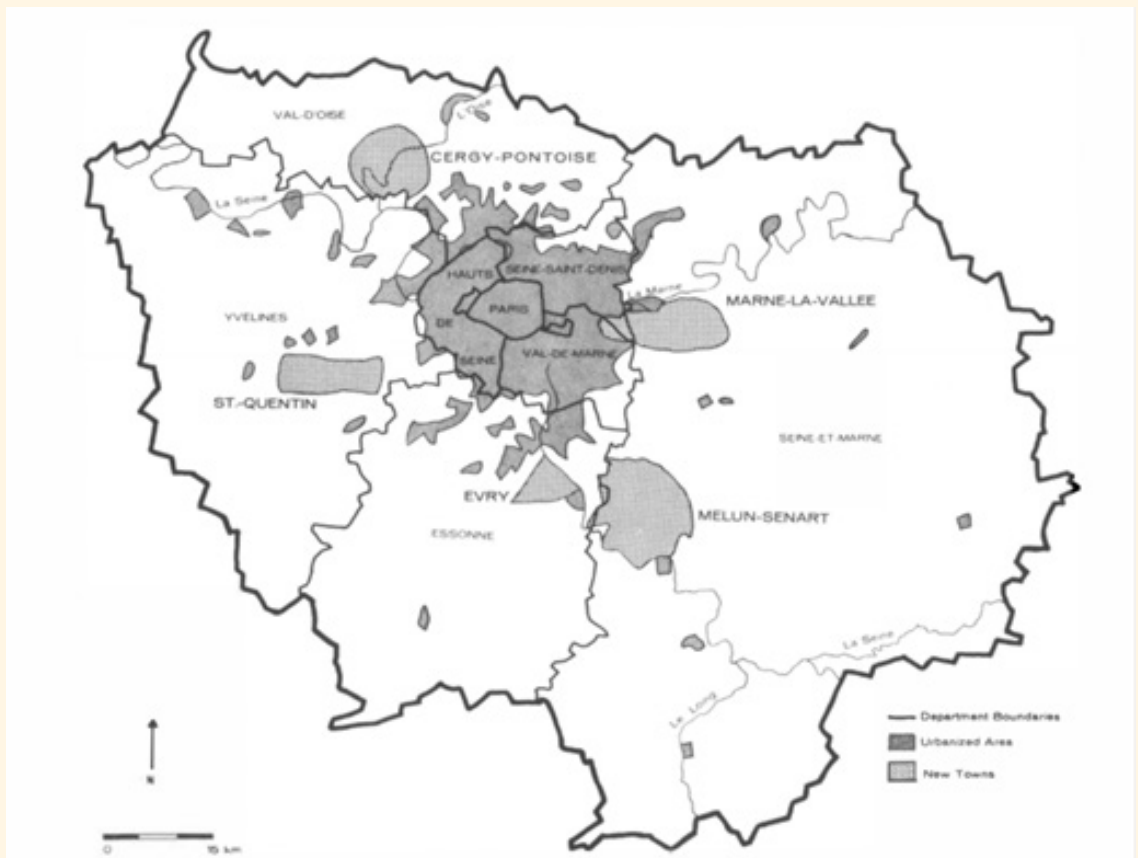 VAL-D'OISE
L'Oise
CERGY-PONTOISE
La Seine
HAUTS
SEINE-SAINT-DENIS
La Marne
MARNE-LA-VALLEE
PARIS
YVELINES
DE
VAL-DE-MARNE
SEINE
ST.-QUENTIN
SEINE-ET-MARNE
EVRY
MELUN-SENART
ESSONNE
La Seine
Le Long
Department Boundaries
Urbanized Area
New Towns
N
0 15 km